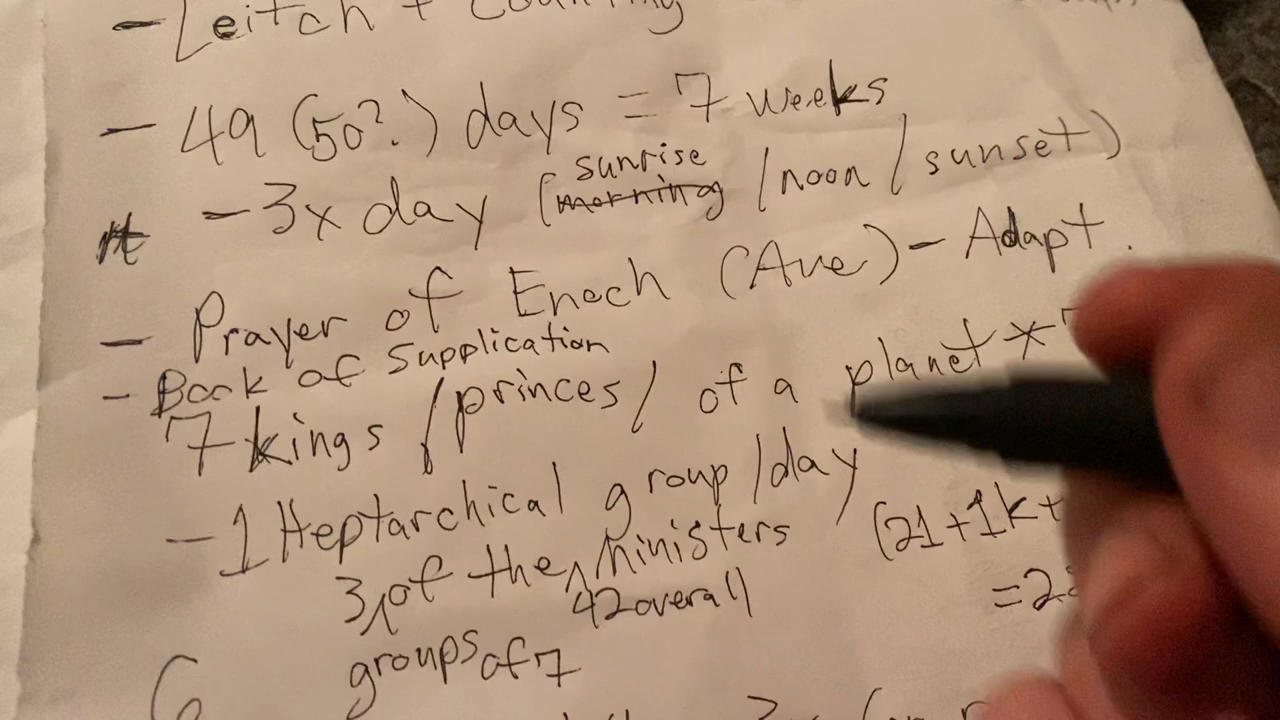 - Leitch + Counting
- 49 (50?) days = 7 weeks
sunrise
- 3x day (morning / noon / sunset)
- Prayer of Enoch (Ave) - Adapt.
- Book of Supplication
7 kings / princes / of a planet *
- 1 Heptarchical group / day
3 of the ministers (21+1k+
42 overall =2
groups of 7